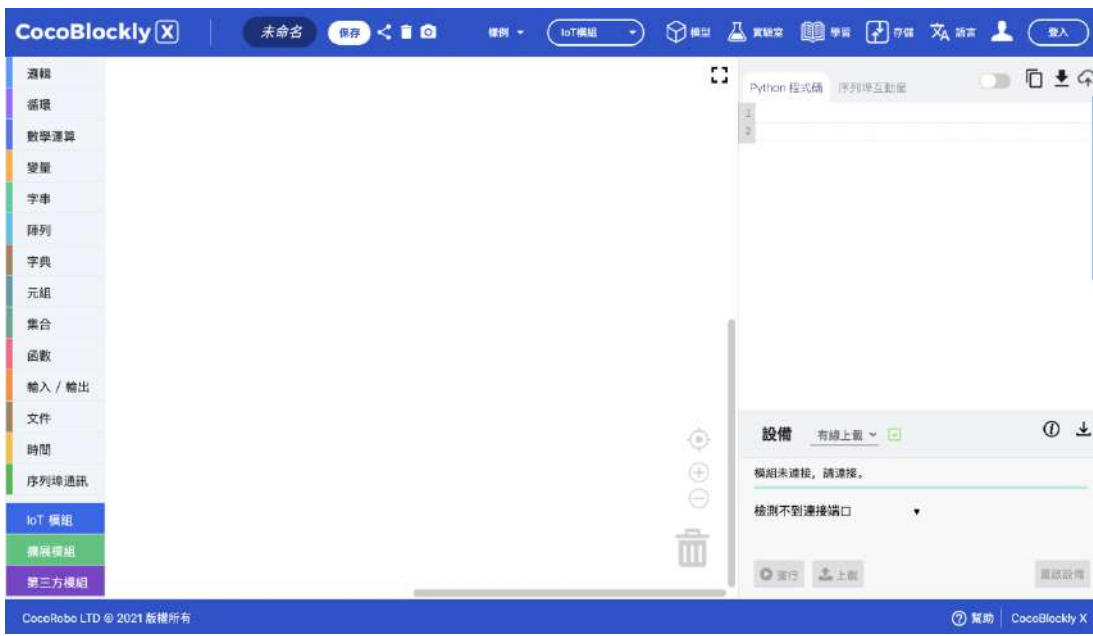 CocoBlockly X
未命名 保存 樣例 IoT模組 模型 實驗室 學習 存儲 語言 登入
邏輯
循環
數學運算
變量
字串
陣列
字典
元組
集合
函數
輸入 / 輸出
文件
時間
序列埠通訊
IoT 模組
擴展模組
第三方模組
Python 程式碼 序列埠互動窗
1
2
設備 有線上載
模組未連接，請連接。
檢測不到連接端口
運行 上載 重啟設備
CocoRobo LTD © 2021 版權所有
幫助 CocoBlockly X